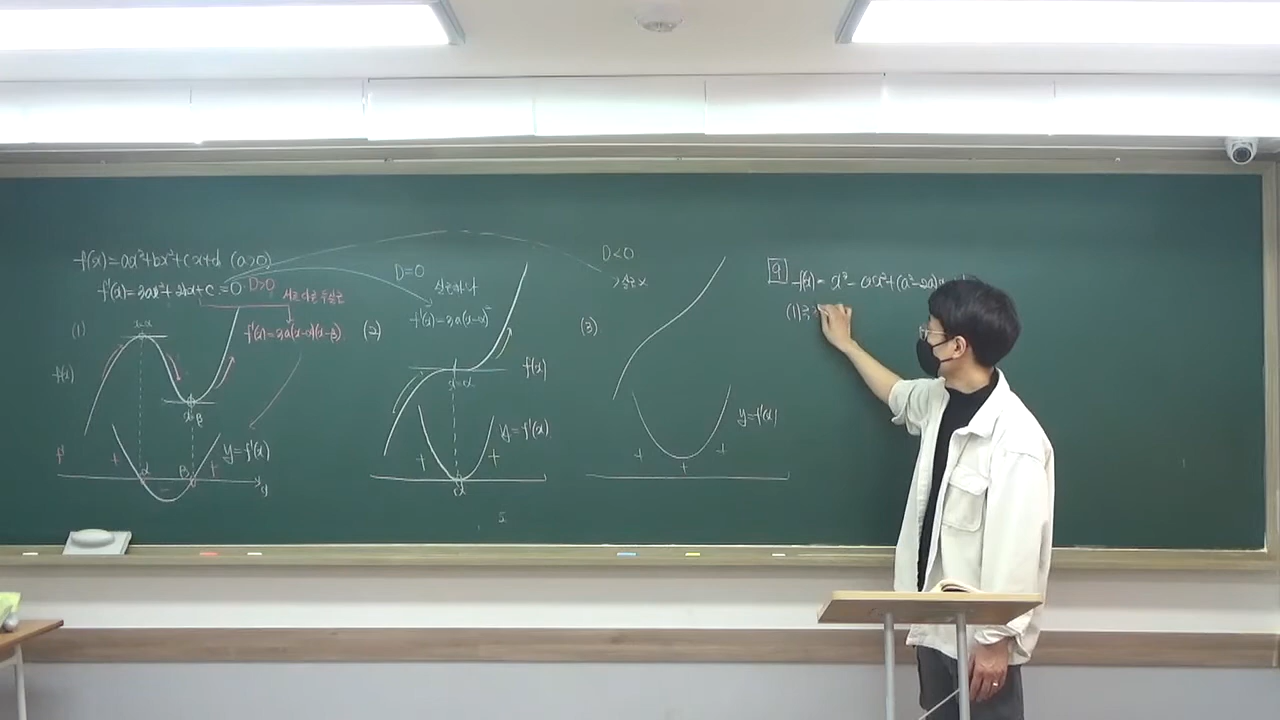 f(x)=ax³+bx²+cx+d (a>0)
f'(x)=3ax²+2bx+c=0
D>0
서로 다른 두 실근
f'(x)=3a(x-α)(x-β)
(1)
x=α
f(x)
x=β
f'
+
α
β
+
y=f'(x)
D=0
실근 하나
f'(x)=3a(x-α)²
(2)
x=α
f(x)
y=f'(x)
+
+
α
D<0
실근 x
(3)
y=f'(x)
+
+
+
9
f(x)=x³-ax²+(a²-2a)x
(1)